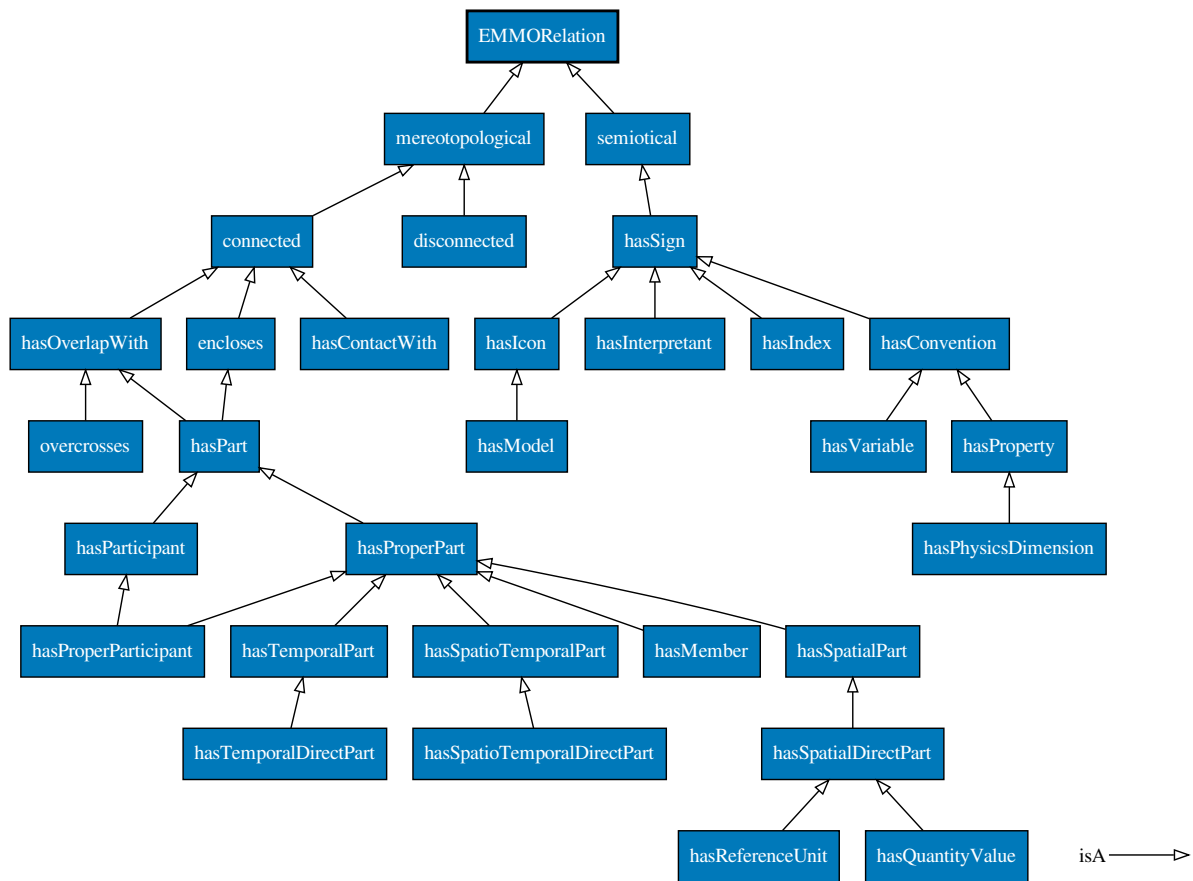 EMMORelation
mereotopological
semiotical
connected
disconnected
hasSign
hasOverlapWith
encloses
hasContactWith
hasIcon
hasInterpretant
hasIndex
hasConvention
overcrosses
hasPart
hasModel
hasVariable
hasProperty
hasParticipant
hasProperPart
hasPhysicsDimension
hasProperParticipant
hasTemporalPart
hasSpatioTemporalPart
hasMember
hasSpatialPart
hasTemporalDirectPart
hasSpatioTemporalDirectPart
hasSpatialDirectPart
hasReferenceUnit
hasQuantityValue
isA